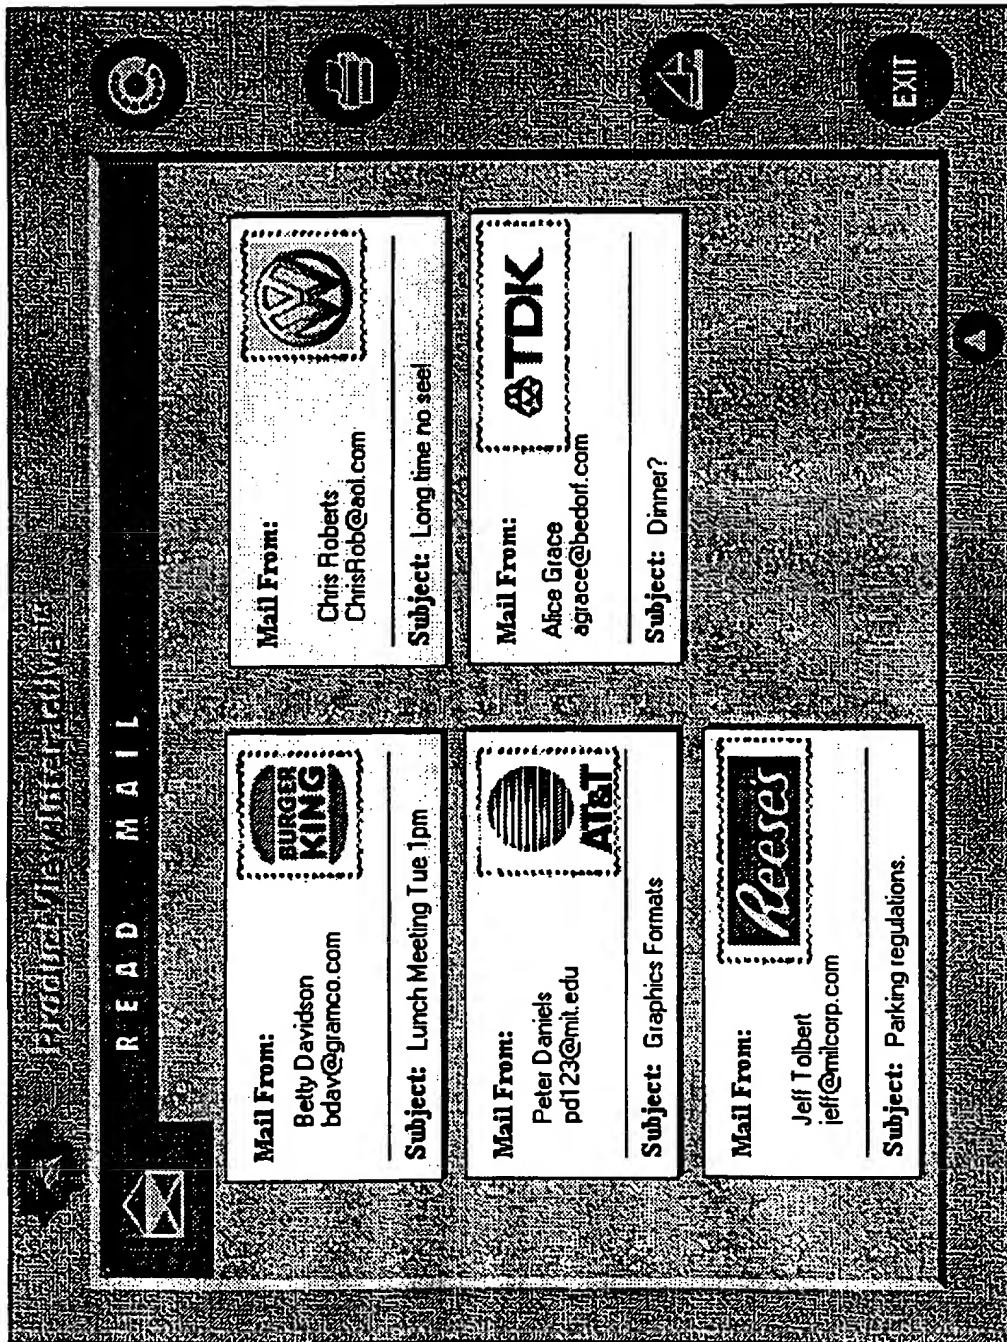 ProductView Interactive™
READ MAIL
Mail From:
Betty Davidson
bdav@gramco.com
BURGER
KING
Subject: Lunch Meeting Tue 1pm
Mail From:
Chris Roberts
ChrisRob@aol.com
Subject: Long time no see!
Mail From:
Peter Daniels
pd123@mit.edu
AT&T
Subject: Graphics Formats
Mail From:
Alice Grace
agrace@bedorf.com
TDK
Subject: Dinner?
Mail From:
Jeff Tolbert
jeff@milcorp.com
Reeses
Subject: Parking regulations.
EXIT